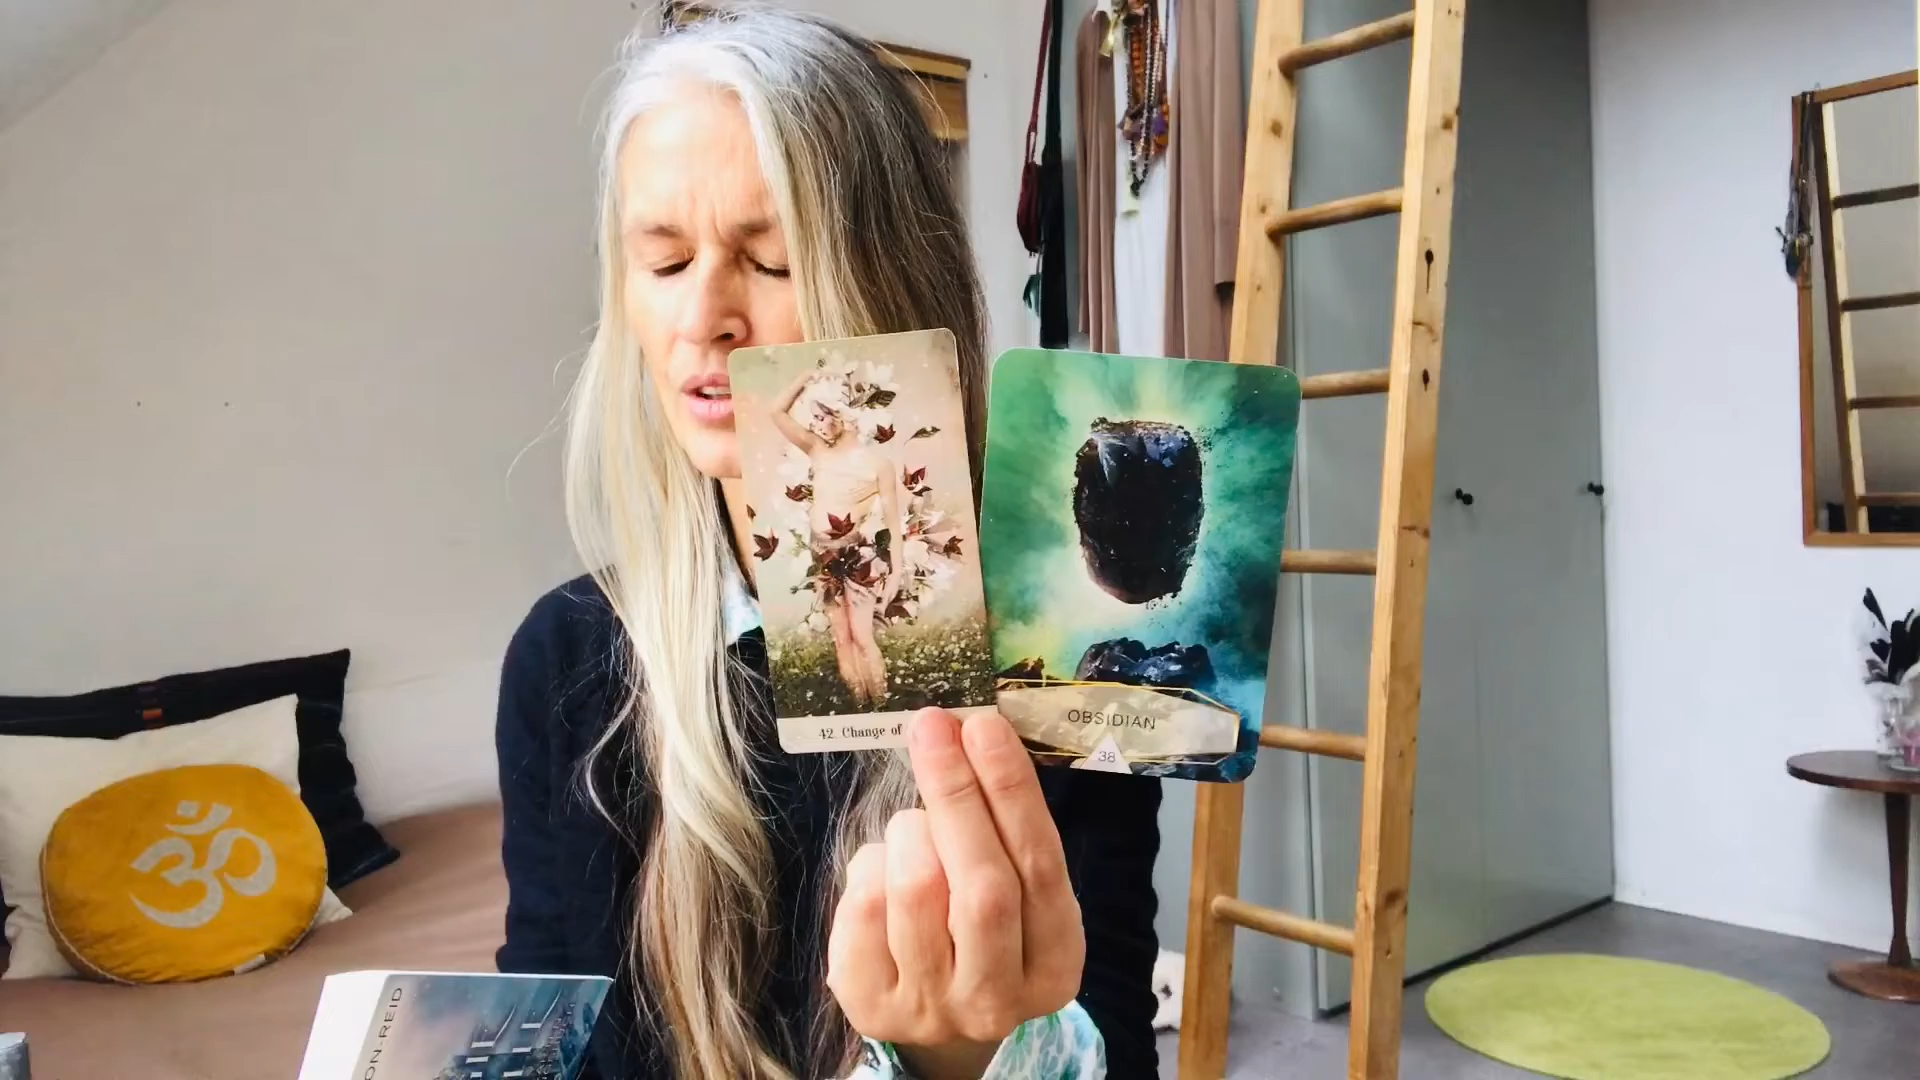 42 Change of
OBSIDIAN
38
ON-REID
ॐ